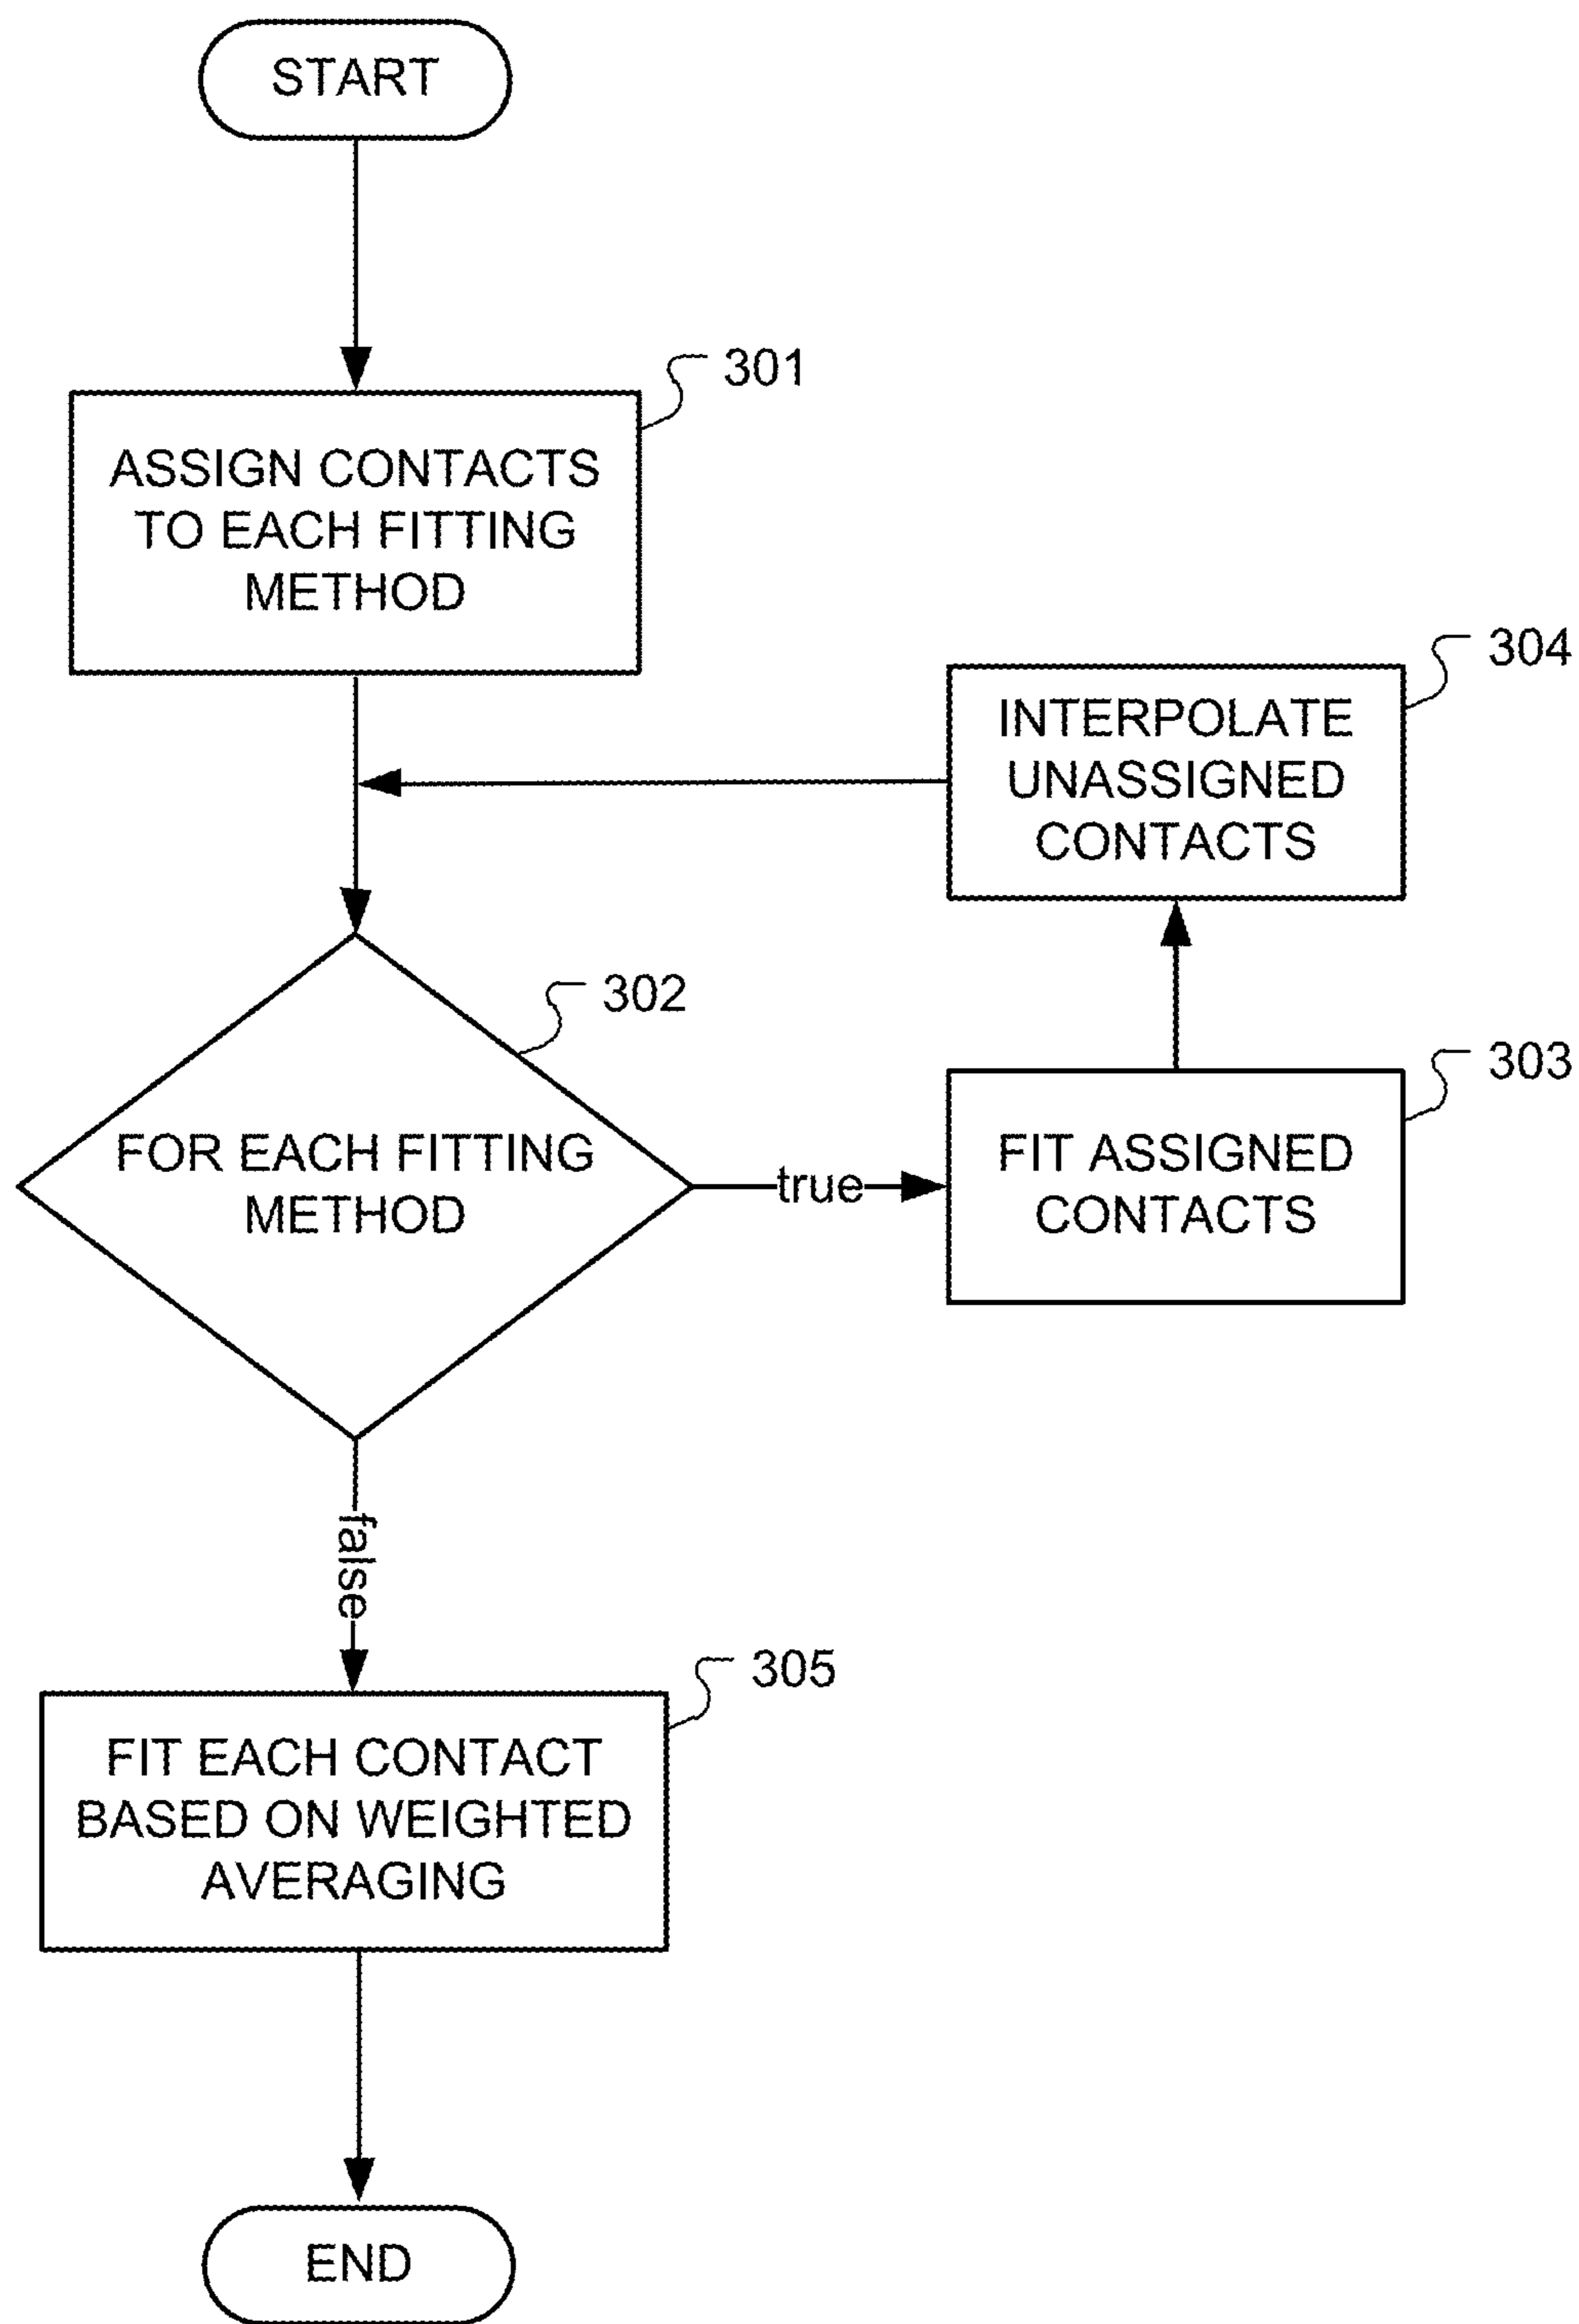 START
301
ASSIGN CONTACTS
TO EACH FITTING
METHOD
304
INTERPOLATE
UNASSIGNED
CONTACTS
302
FOR EACH FITTING
METHOD
true
303
FIT ASSIGNED
CONTACTS
false
305
FIT EACH CONTACT
BASED ON WEIGHTED
AVERAGING
END